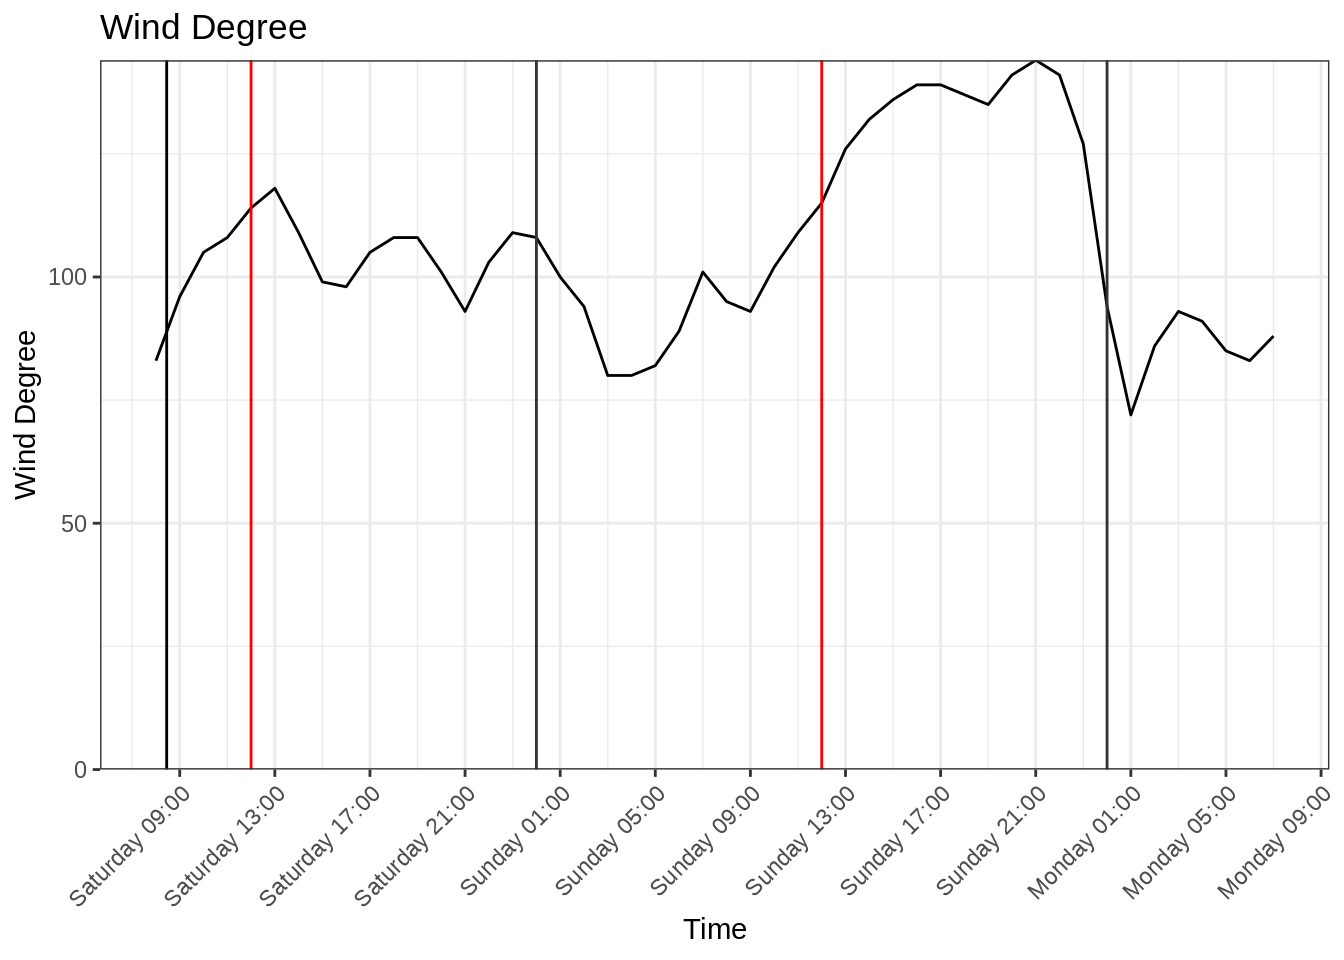 Wind Degree
Wind Degree
100
50
0
Saturday 09:00
Saturday 13:00
Saturday 17:00
Saturday 21:00
Sunday 01:00
Sunday 05:00
Sunday 09:00
Sunday 13:00
Sunday 17:00
Sunday 21:00
Monday 01:00
Monday 05:00
Monday 09:00
Time